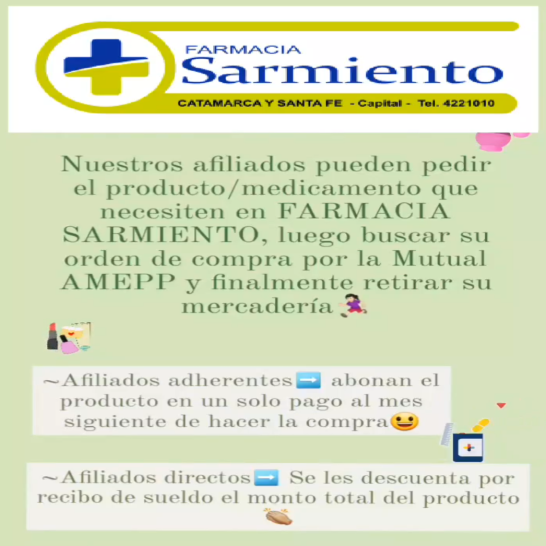 FARMACIA
Sarmiento
CATAMARCA Y SANTA FE - Capital - Tel. 4221010
Nuestros afiliados pueden pedir
el producto/medicamento que
necesiten en FARMACIA
SARMIENTO, luego buscar su
orden de compra por la Mutual
AMEPP y finalmente retirar su
mercadería🏃‍♀️
~Afiliados adherentes➡️ abonan el
producto en un solo pago al mes
siguiente de hacer la compra😀
~Afiliados directos➡️ Se les descuenta por
recibo de sueldo el monto total del producto
👏